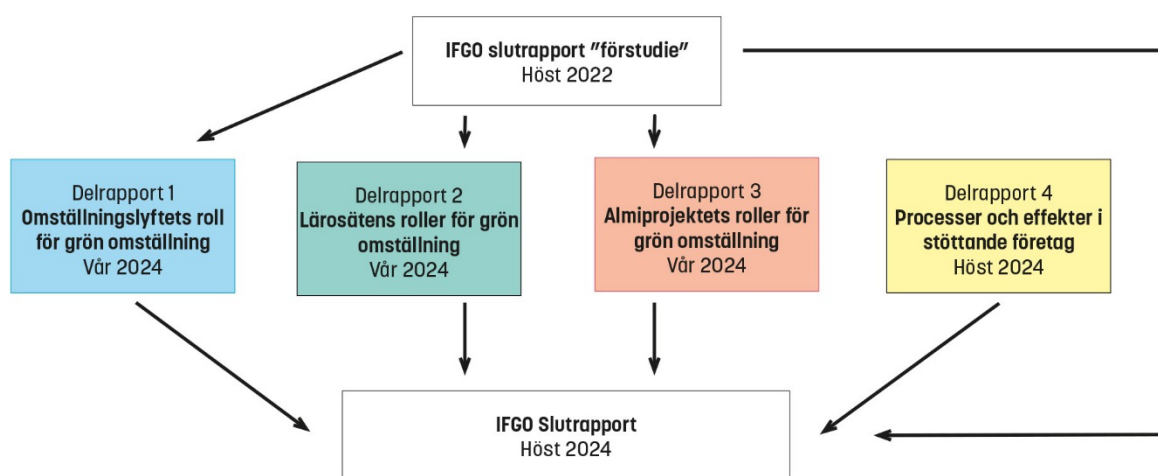 IFGO slutrapport ”förstudie”
Höst 2022
Delrapport 1
Omställningslyftets roll
för grön omställning
Vår 2024
Delrapport 2
Lärosätens roller för grön
omställning
Vår 2024
Delrapport 3
Almiprojektets roller för
grön omställning
Vår 2024
Delrapport 4
Processer och effekter i
stöttande företag
Höst 2024
IFGO Slutrapport
Höst 2024